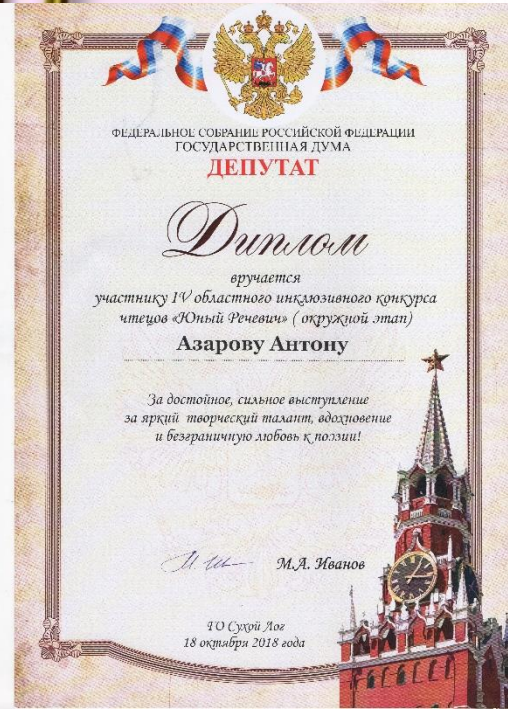 ФЕДЕРАЛЬНОЕ СОБРАНИЕ РОССИЙСКОЙ ФЕДЕРАЦИИ
ГОСУДАРСТВЕННАЯ ДУМА
ДЕПУТАТ
Диплом
вручается
участнику IV областного инклюзивного конкурса
чтецов «Юный Речевич» ( окружной этап)
Азарову Антону
За достойное, сильное выступление
за яркий творческий талант, вдохновение
и безграничную любовь к поэзии!
М.А. Иванов
ГО Сухой Лог
18 октября 2018 года